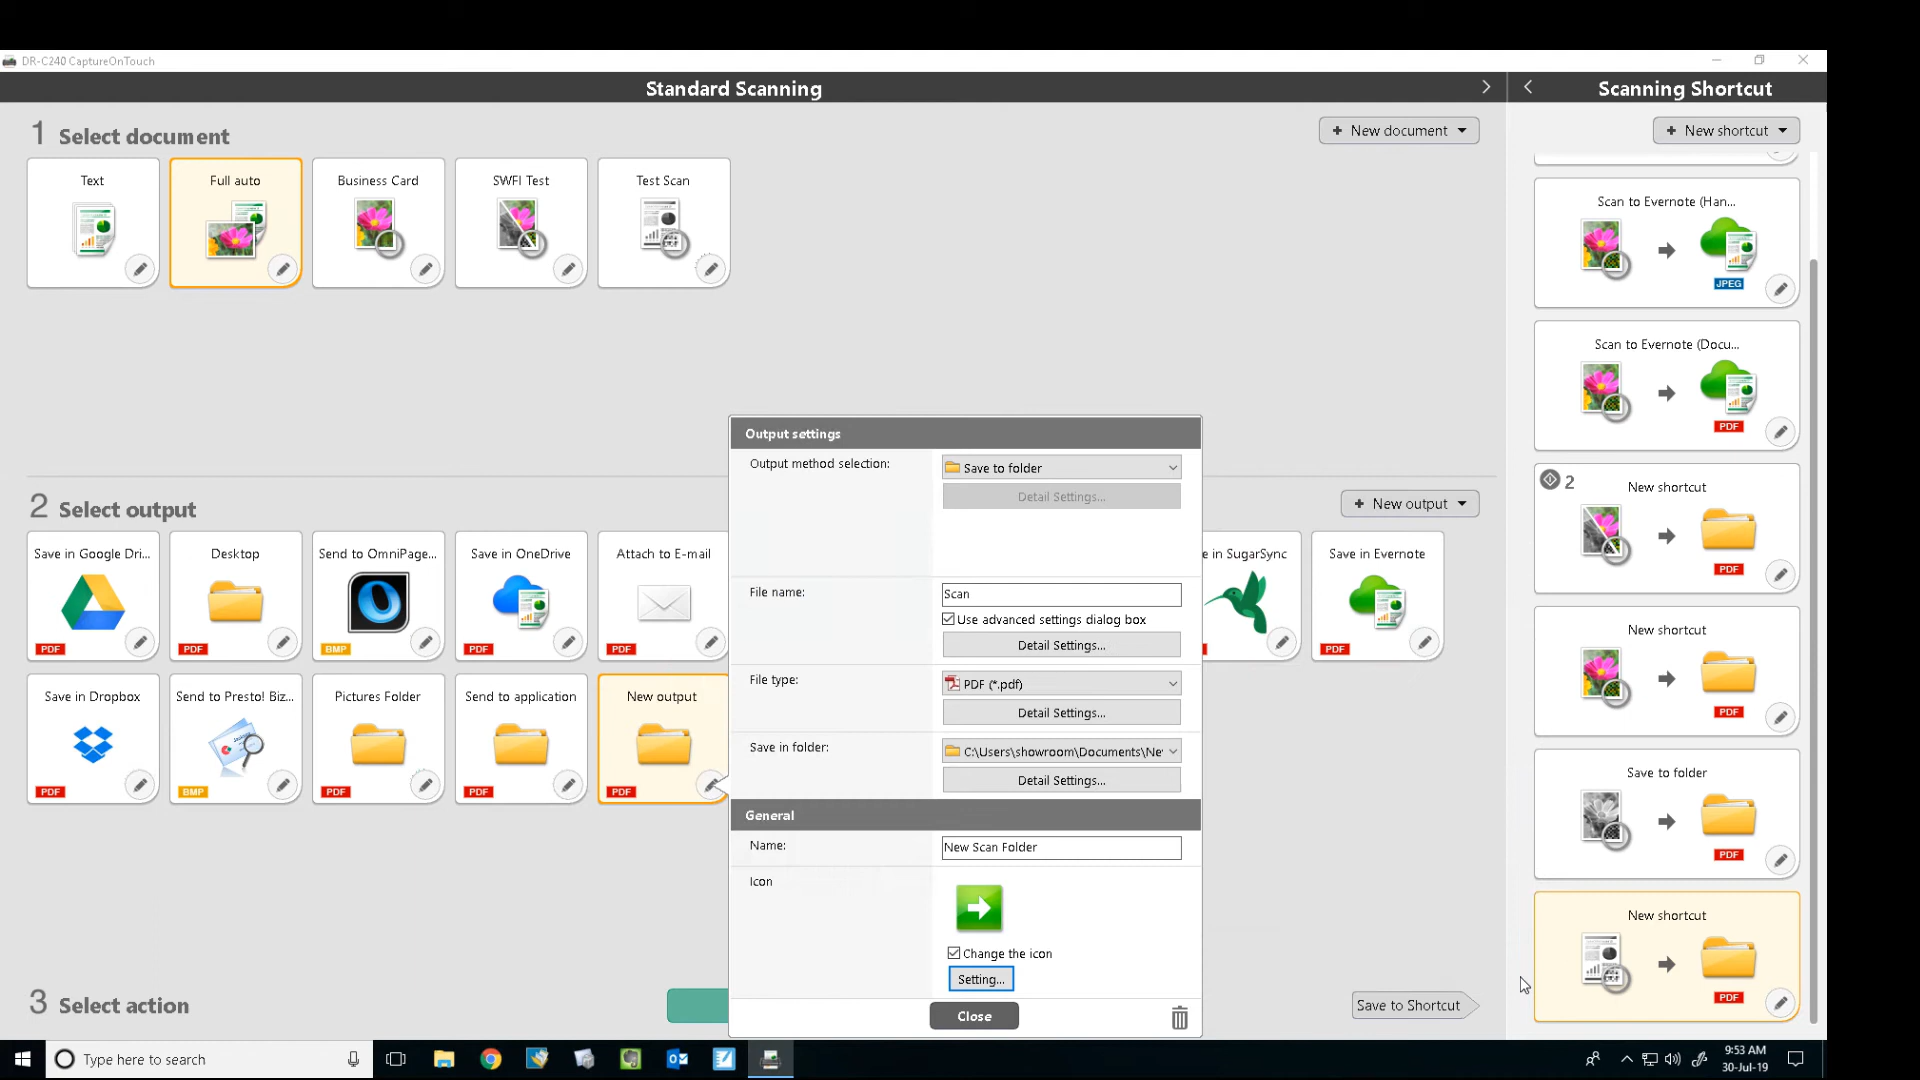 DR-C240 CaptureOnTouch
Standard Scanning
Scanning Shortcut
1 Select document
+ New document
+ New shortcut
Text
Full auto
Business Card
SWFI Test
Test Scan
Scan to Evernote (Han...
JPEG
Scan to Evernote (Docu...
PDF
2
New shortcut
PDF
New shortcut
PDF
Save to folder
PDF
New shortcut
PDF
2 Select output
+ New output
Save in Google Dri...
PDF
Desktop
PDF
Send to OmniPage...
BMP
Save in OneDrive
PDF
Attach to E-mail
PDF
e in SugarSync
Save in Evernote
PDF
Save in Dropbox
PDF
Send to Presto! Biz...
BMP
Pictures Folder
PDF
Send to application
PDF
New output
PDF
Output settings
Output method selection:
Save to folder
Detail Settings...
File name:
Scan
Use advanced settings dialog box
Detail Settings...
File type:
PDF (*.pdf)
Detail Settings...
Save in folder:
C:\Users\showroom\Documents\Ne
Detail Settings...
General
Name:
New Scan Folder
Icon
Change the icon
Setting...
Close
3 Select action
Save to Shortcut
Type here to search
9:53 AM
30-Jul-19